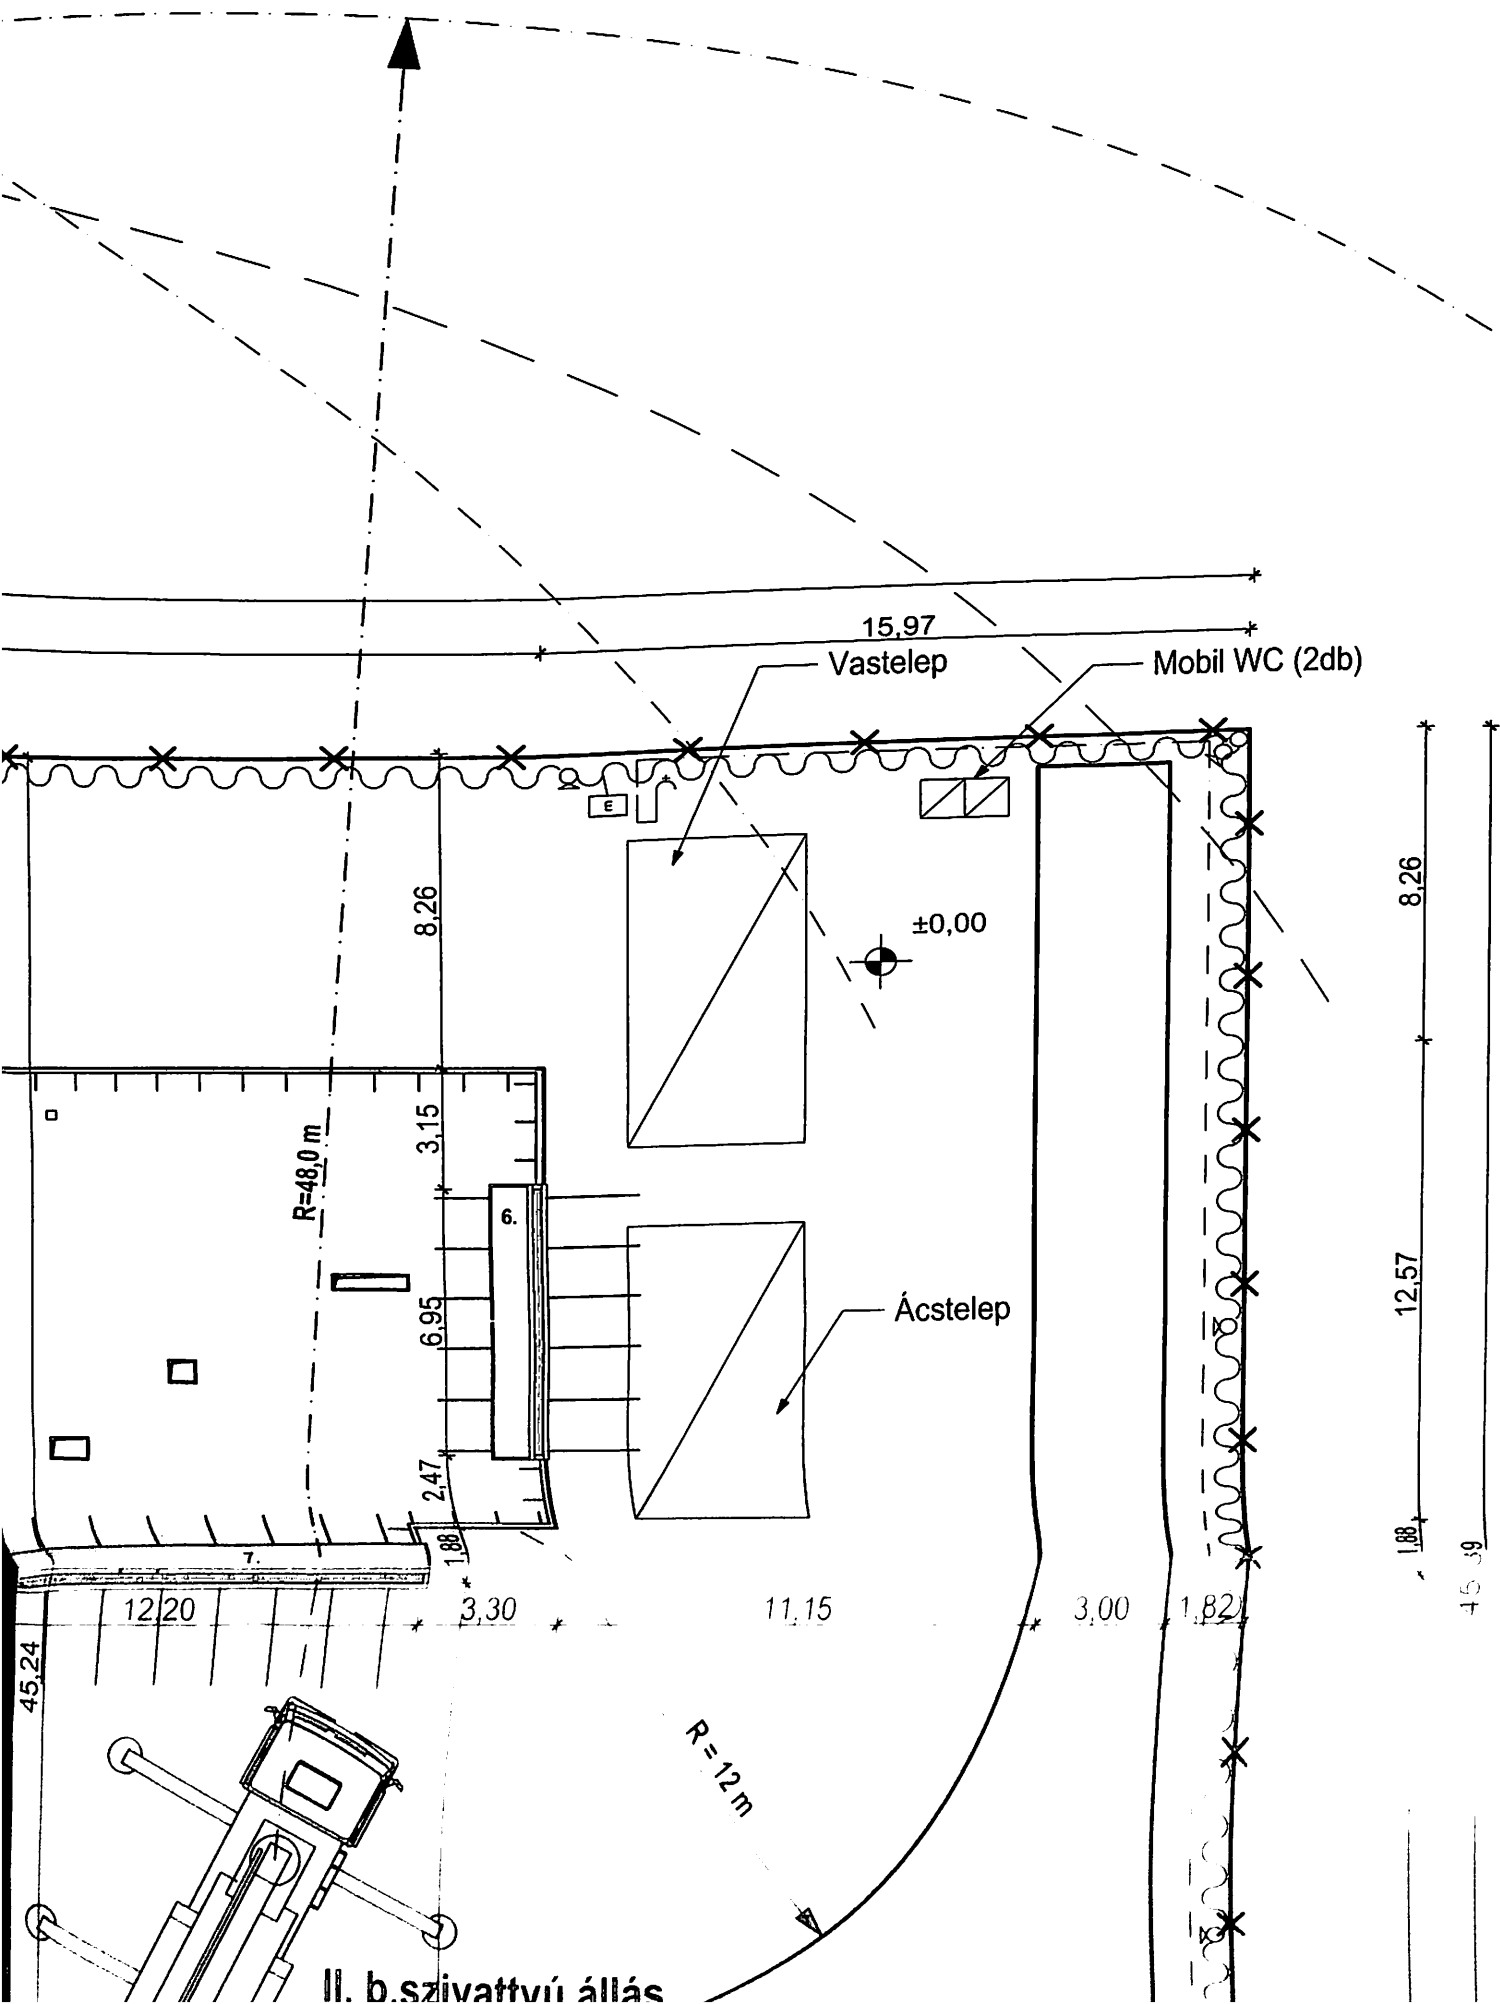 15,97
Vastelep
Mobil WC (2db)
E
8,26
±0,00
8,26
3,15
R=48,0 m
6.
6,95
12,57
Ácstelep
2,47
1,88
1,88
7.
12,20
3,30
11,15
3,00
1,82
45,24
R = 12 m
II. b.szivattyú állás